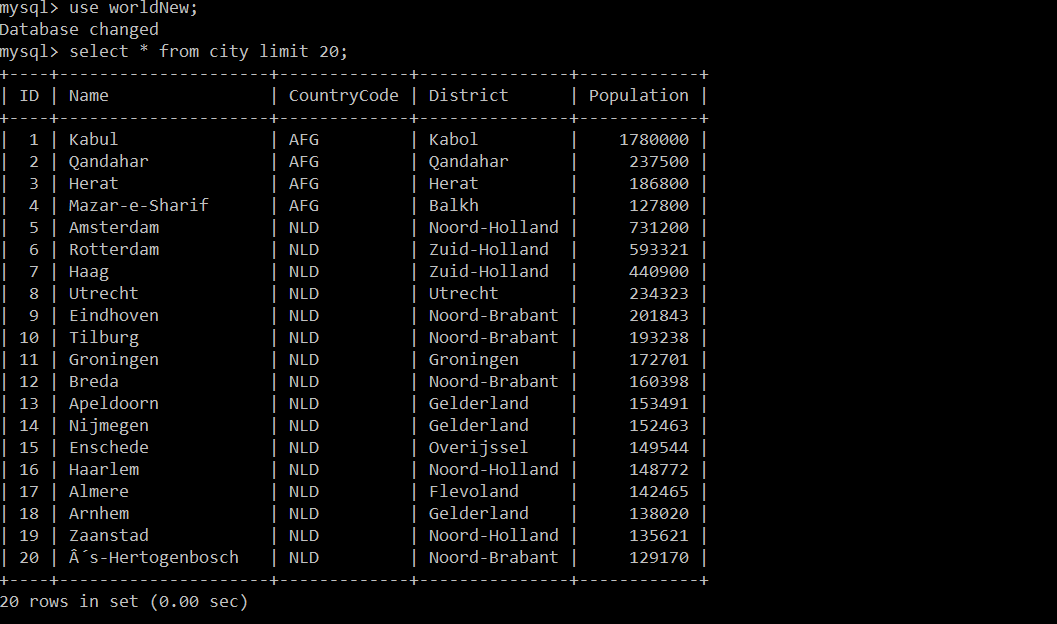 mysql> use worldNew;
Database changed
mysql> select * from city limit 20;
+----+---------------------+-------------+---------------+------------+
| ID | Name                | CountryCode | District      | Population |
+----+---------------------+-------------+---------------+------------+
|  1 | Kabul               | AFG         | Kabol         |    1780000 |
|  2 | Qandahar            | AFG         | Qandahar      |     237500 |
|  3 | Herat               | AFG         | Herat         |     186800 |
|  4 | Mazar-e-Sharif      | AFG         | Balkh         |     127800 |
|  5 | Amsterdam           | NLD         | Noord-Holland |     731200 |
|  6 | Rotterdam           | NLD         | Zuid-Holland  |     593321 |
|  7 | Haag                | NLD         | Zuid-Holland  |     440900 |
|  8 | Utrecht             | NLD         | Utrecht       |     234323 |
|  9 | Eindhoven           | NLD         | Noord-Brabant |     201843 |
| 10 | Tilburg             | NLD         | Noord-Brabant |     193238 |
| 11 | Groningen           | NLD         | Groningen     |     172701 |
| 12 | Breda               | NLD         | Noord-Brabant |     160398 |
| 13 | Apeldoorn           | NLD         | Gelderland    |     153491 |
| 14 | Nijmegen            | NLD         | Gelderland    |     152463 |
| 15 | Enschede            | NLD         | Overijssel    |     149544 |
| 16 | Haarlem             | NLD         | Noord-Holland |     148772 |
| 17 | Almere              | NLD         | Flevoland     |     142465 |
| 18 | Arnhem              | NLD         | Gelderland    |     138020 |
| 19 | Zaanstad            | NLD         | Noord-Holland |     135621 |
| 20 | Â´s-Hertogenbosch   | NLD         | Noord-Brabant |     129170 |
+----+---------------------+-------------+---------------+------------+
20 rows in set (0.00 sec)